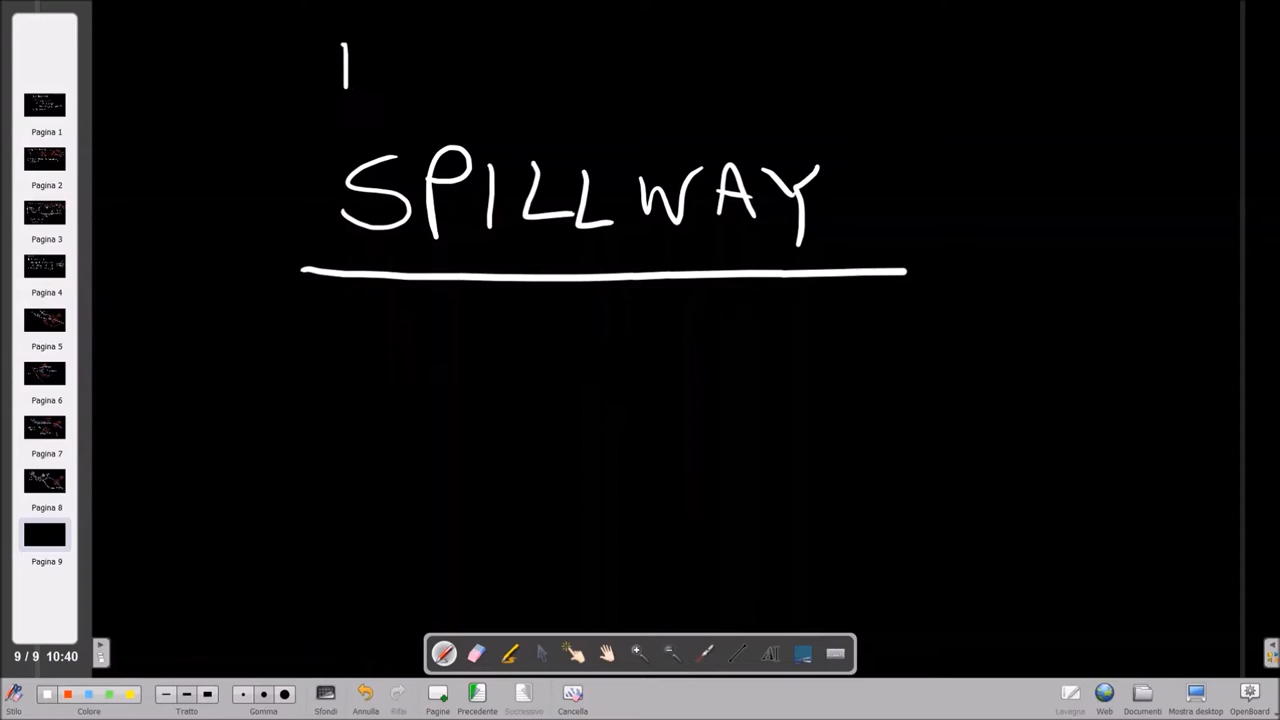 I
SPILLWAY
Pagina 1
Pagina 2
Pagina 3
Pagina 4
Pagina 5
Pagina 6
Pagina 7
Pagina 8
Pagina 9
9 / 9 10:40
Stilo
Colore
Tratto
Gomma
Sfondi
Annulla
Rifai
Pagine
Precedente
Successivo
Cancella
Lavagna
Web
Documenti
Mostra desktop
OpenBoard